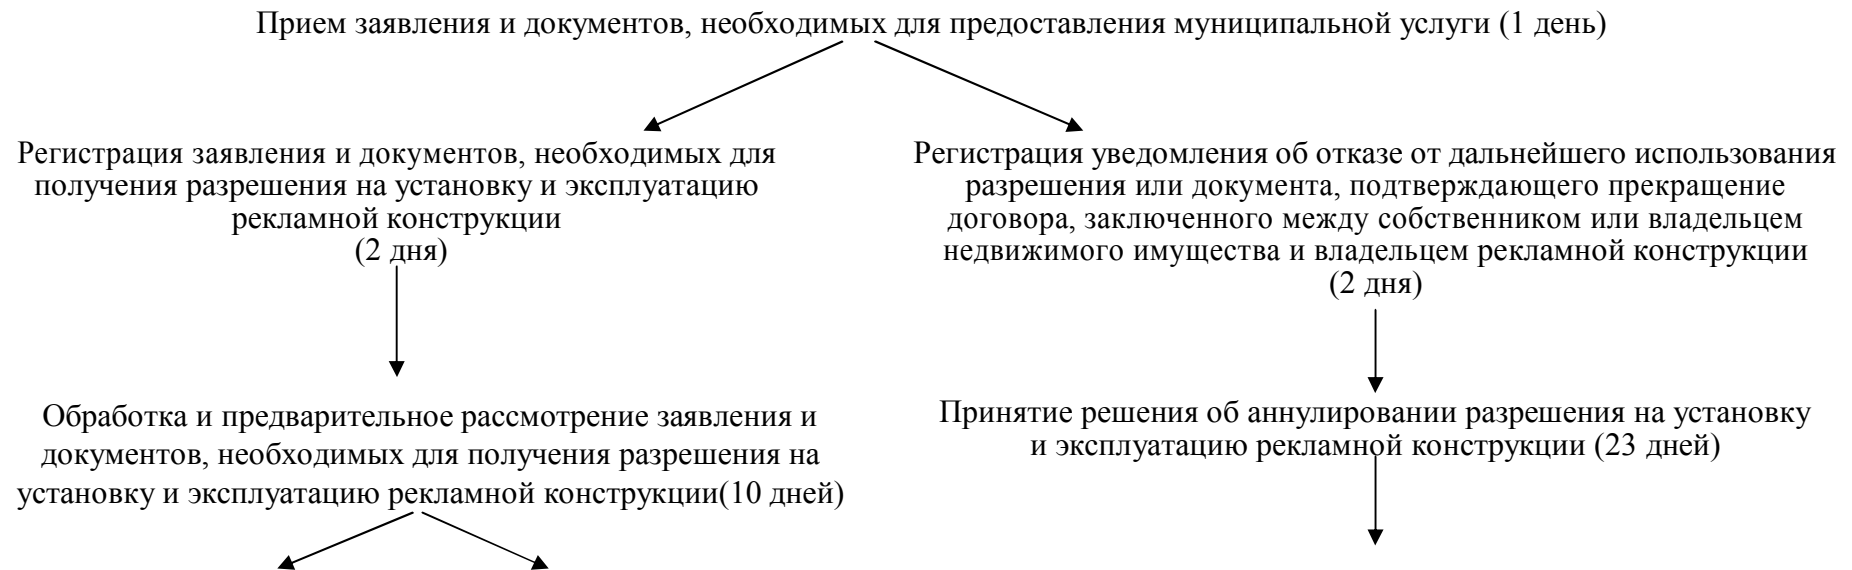 Прием заявления и документов, необходимых для предоставления муниципальной услуги (1 день)
Регистрация заявления и документов, необходимых для
получения разрешения на установку и эксплуатацию
рекламной конструкции
(2 дня)
Регистрация уведомления об отказе от дальнейшего использования
разрешения или документа, подтверждающего прекращение
договора, заключенного между собственником или владельцем
недвижимого имущества и владельцем рекламной конструкции
(2 дня)
Обработка и предварительное рассмотрение заявления и
документов, необходимых для получения разрешения на
установку и эксплуатацию рекламной конструкции(10 дней)
Принятие решения об аннулировании разрешения на установку
и эксплуатацию рекламной конструкции (23 дней)